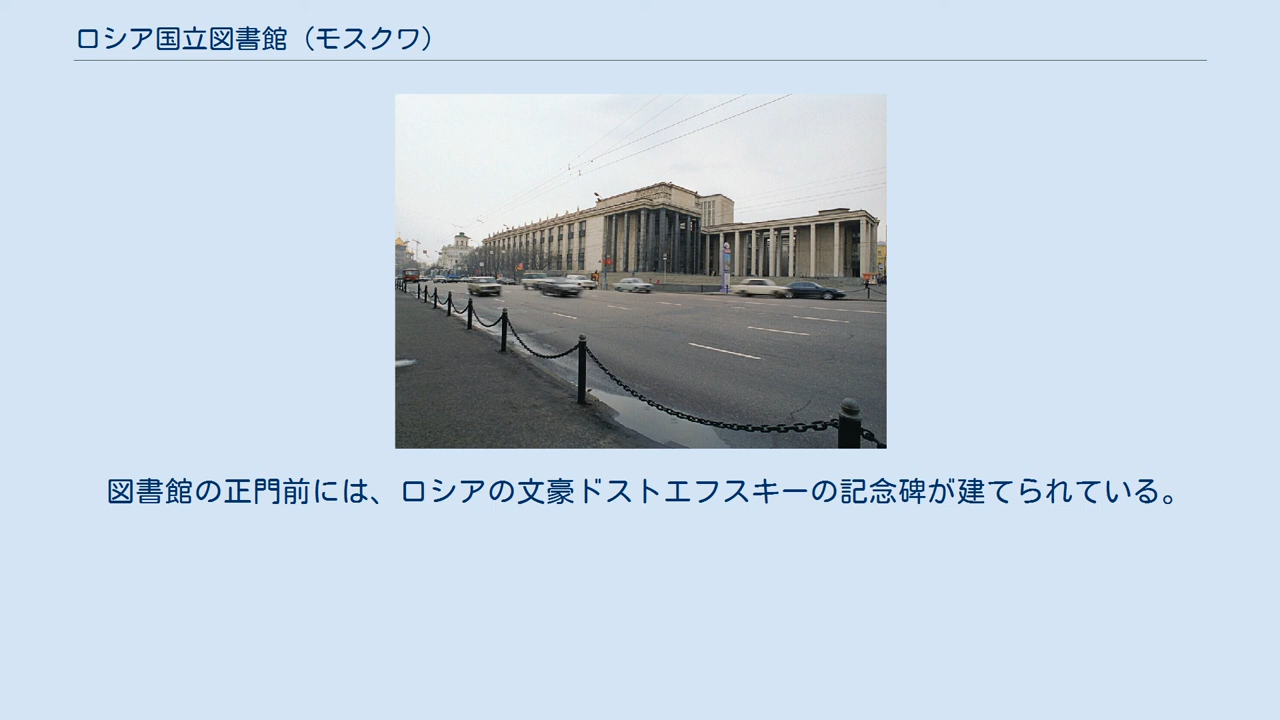 ロシア国立図書館（モスクワ）
図書館の正門前には、ロシアの文豪ドストエフスキーの記念碑が建てられている。